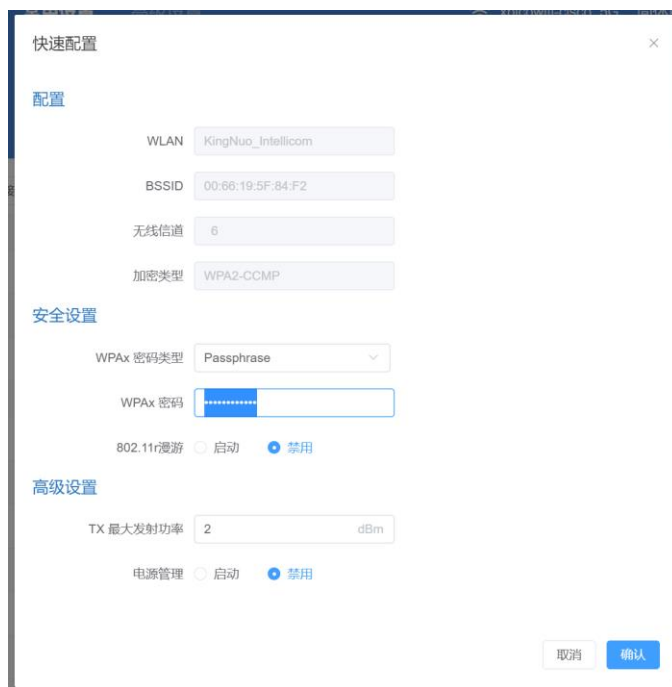 快速配置
配置
WLAN KingNuo_Intellicom
BSSID 00:66:19:5F:84:F2
无线信道 6
加密类型 WPA2-CCMP
安全设置
WPAx 密码类型 Passphrase
WPAx 密码 ••••••••••••
802.11r漫游 启动 禁用
高级设置
TX 最大发射功率 2 dBm
电源管理 启动 禁用
取消 确认